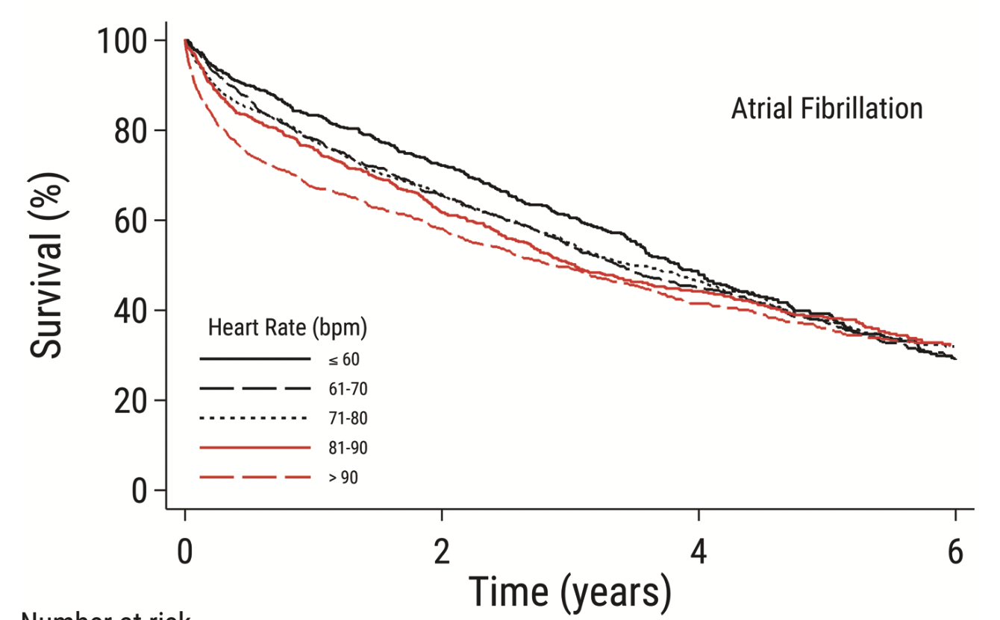 100
80
60
40
20
0
Survival (%)
Atrial Fibrillation
Heart Rate (bpm)
≤ 60
61-70
71-80
81-90
> 90
0 2 4 6
Time (years)
Number at risk